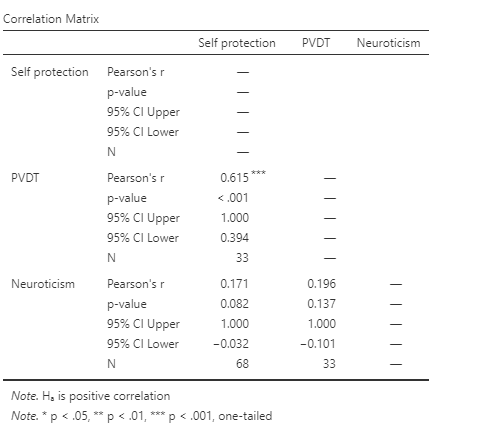 Correlation Matrix
Self protection PVDT Neuroticism
Self protection Pearson's r —
p-value —
95% CI Upper —
95% CI Lower —
N —
PVDT Pearson's r 0.615 *** —
p-value < .001 —
95% CI Upper 1.000 —
95% CI Lower 0.394 —
N 33 —
Neuroticism Pearson's r 0.171 0.196 —
p-value 0.082 0.137 —
95% CI Upper 1.000 1.000 —
95% CI Lower −0.032 −0.101 —
N 68 33 —
Note. Hₐ is positive correlation
Note. * p < .05, ** p < .01, *** p < .001, one-tailed